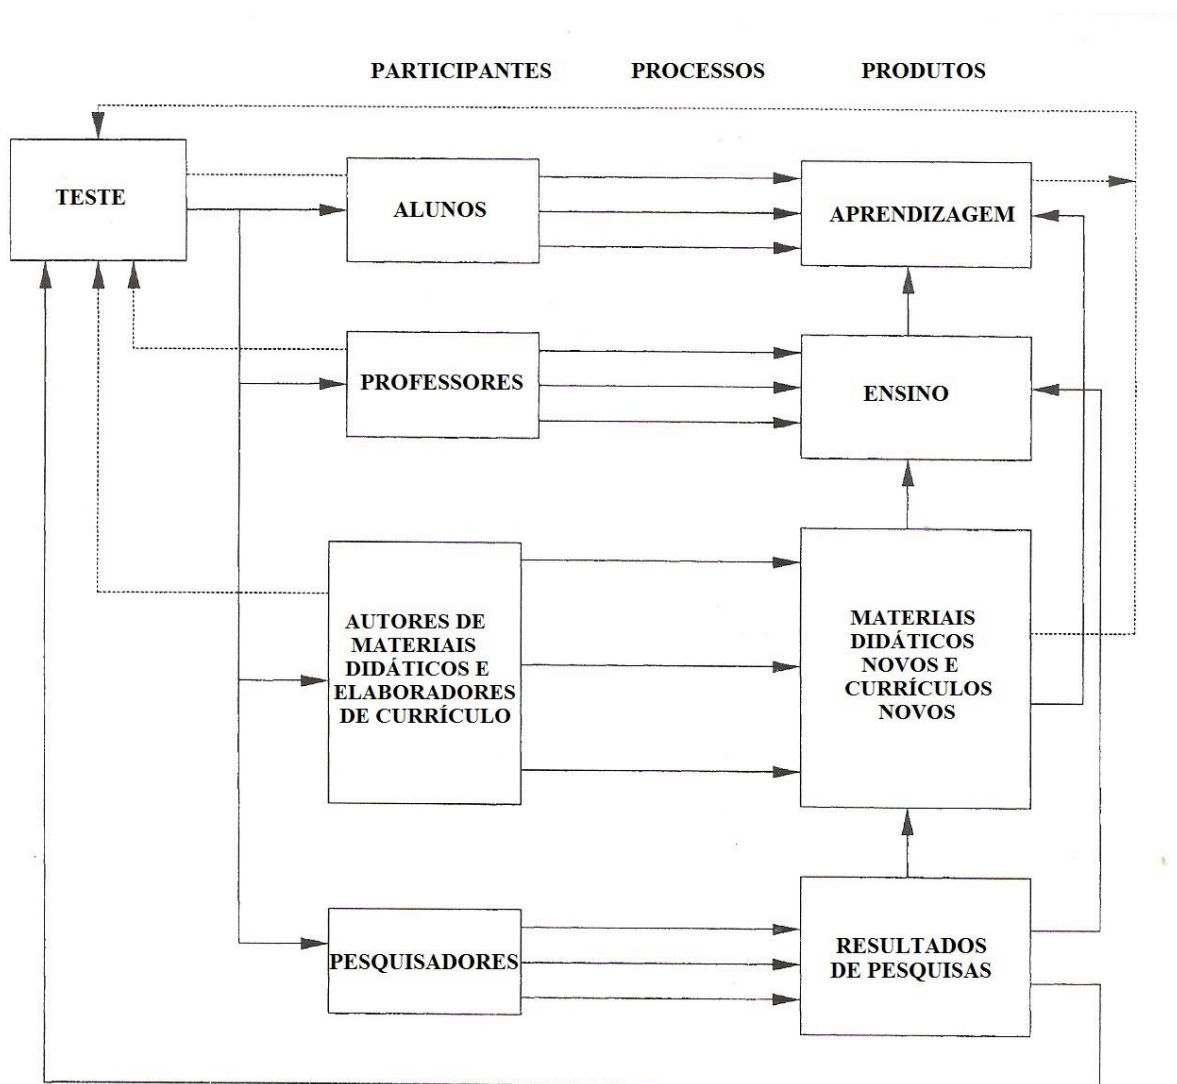 PARTICIPANTES PROCESSOS PRODUTOS
TESTE
ALUNOS
APRENDIZAGEM
PROFESSORES
ENSINO
AUTORES DE
MATERIAIS
DIDÁTICOS E
ELABORADORES
DE CURRÍCULO
MATERIAIS
DIDÁTICOS
NOVOS E
CURRÍCULOS
NOVOS
PESQUISADORES
RESULTADOS
DE PESQUISAS